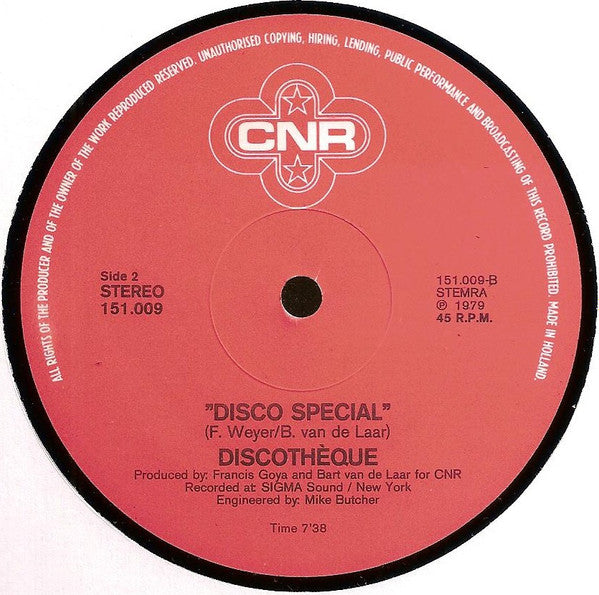 ALL RIGHTS OF THE PRODUCER AND OF THE OWNER OF THE WORK REPRODUCED RESERVED. UNAUTHORISED COPYING, HIRING, LENDING, PUBLIC PERFORMANCE AND BROADCASTING OF THIS RECORD PROHIBITED. MADE IN HOLLAND.
CNR
Side 2
STEREO
151.009
151.009-B
STEMRA
℗ 1979
45 R.P.M.
"DISCO SPECIAL"
(F. Weyer/B. van de Laar)
DISCOTHÈQUE
Produced by: Francis Goya and Bart van de Laar for CNR
Recorded at: SIGMA Sound / New York
Engineered by: Mike Butcher
Time 7'38